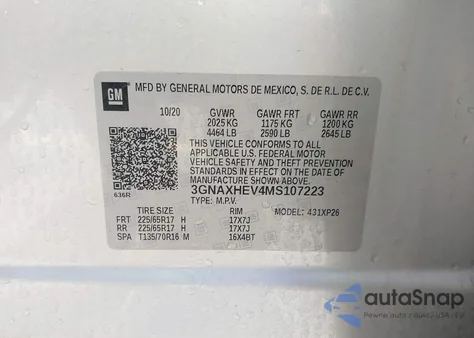 GM
MFD BY GENERAL MOTORS DE MEXICO, S. DE R.L. DE C.V.
10/20 GVWR GAWR FRT GAWR RR
2025 KG 1175 KG 1200 KG
4464 LB 2590 LB 2645 LB
THIS VEHICLE CONFORMS TO ALL
APPLICABLE U.S. FEDERAL MOTOR
VEHICLE SAFETY AND THEFT PREVENTION
STANDARDS IN EFFECT ON THE DATE OF
MANUFACTURE SHOWN ABOVE.
3GNAXHEV4MS107223
636R TYPE: M.P.V. MODEL: 431XP26
TIRE SIZE RIM
FRT 225/65R17 H 17X7J
RR 225/65R17 H 17X7J
SPA T135/70R16 M 16X4BT
autoSnap
Pewne auto z USA